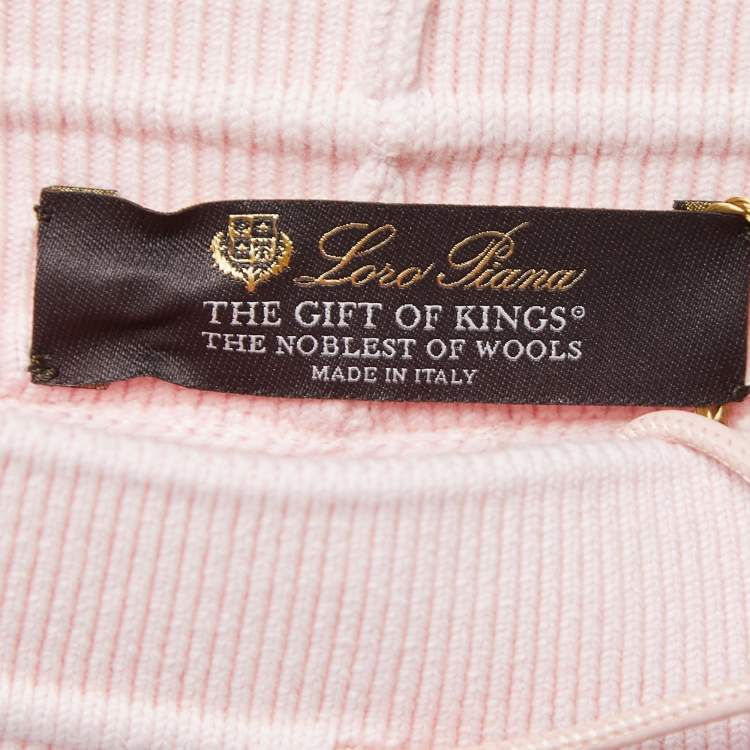 Loro Piana
THE GIFT OF KINGS©
THE NOBLEST OF WOOLS
MADE IN ITALY